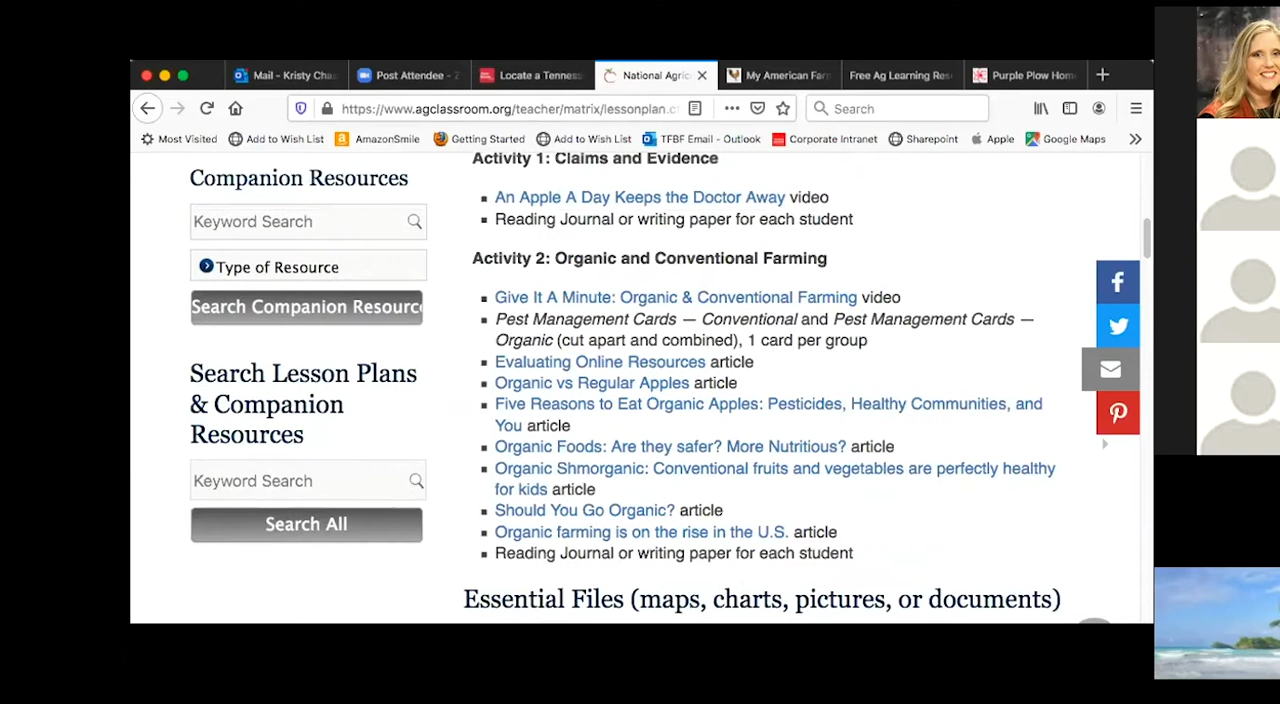 Mail - Kristy Cha
Post Attendee - Z
Locate a Tenness
National Agric
My American Far
Free Ag Learning Res
Purple Plow Hom
https://www.agclassroom.org/teacher/matrix/lessonplan.c
Search
Most Visited
Add to Wish List
AmazonSmile
Getting Started
Add to Wish List
TFBF Email - Outlook
Corporate Intranet
Sharepoint
Apple
Google Maps
Companion Resources
Keyword Search
Type of Resource
Search Companion Resourc
Search Lesson Plans
& Companion
Resources
Keyword Search
Search All
Activity 1: Claims and Evidence
An Apple A Day Keeps the Doctor Away video
Reading Journal or writing paper for each student
Activity 2: Organic and Conventional Farming
Give It A Minute: Organic & Conventional Farming video
Pest Management Cards — Conventional and Pest Management Cards —
Organic (cut apart and combined), 1 card per group
Evaluating Online Resources article
Organic vs Regular Apples article
Five Reasons to Eat Organic Apples: Pesticides, Healthy Communities, and
You article
Organic Foods: Are they safer? More Nutritious? article
Organic Shmorganic: Conventional fruits and vegetables are perfectly healthy
for kids article
Should You Go Organic? article
Organic farming is on the rise in the U.S. article
Reading Journal or writing paper for each student
Essential Files (maps, charts, pictures, or documents)